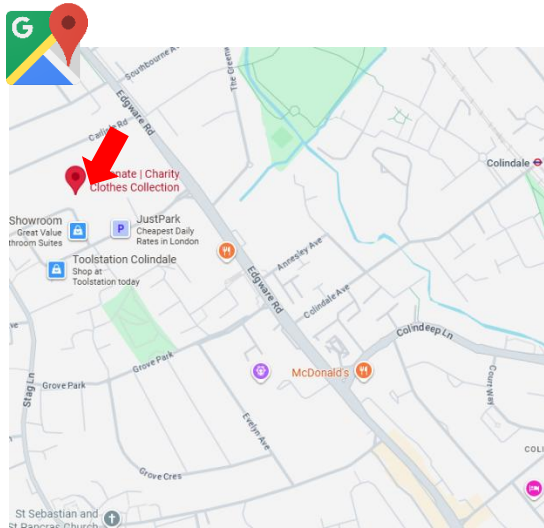 G
Southbourne Av
The Greenw
Edgware Rd
Carlisle Rd
Colindale
nate | Charity
Clothes Collection
Showroom
Great Value
throom Suites
P
JustPark
Cheapest Daily
Rates in London
Toolstation Colindale
Shop at
Toolstation today
Annesley Ave
Edgware Rd
Colindale Ave
Colindeep Ln
Grove Park
McDonald's
Grove Park
Stag Ln
Court Way
Evelyn Ave
COLI
Grove Cres
St Sebastian and
St Pancras Church